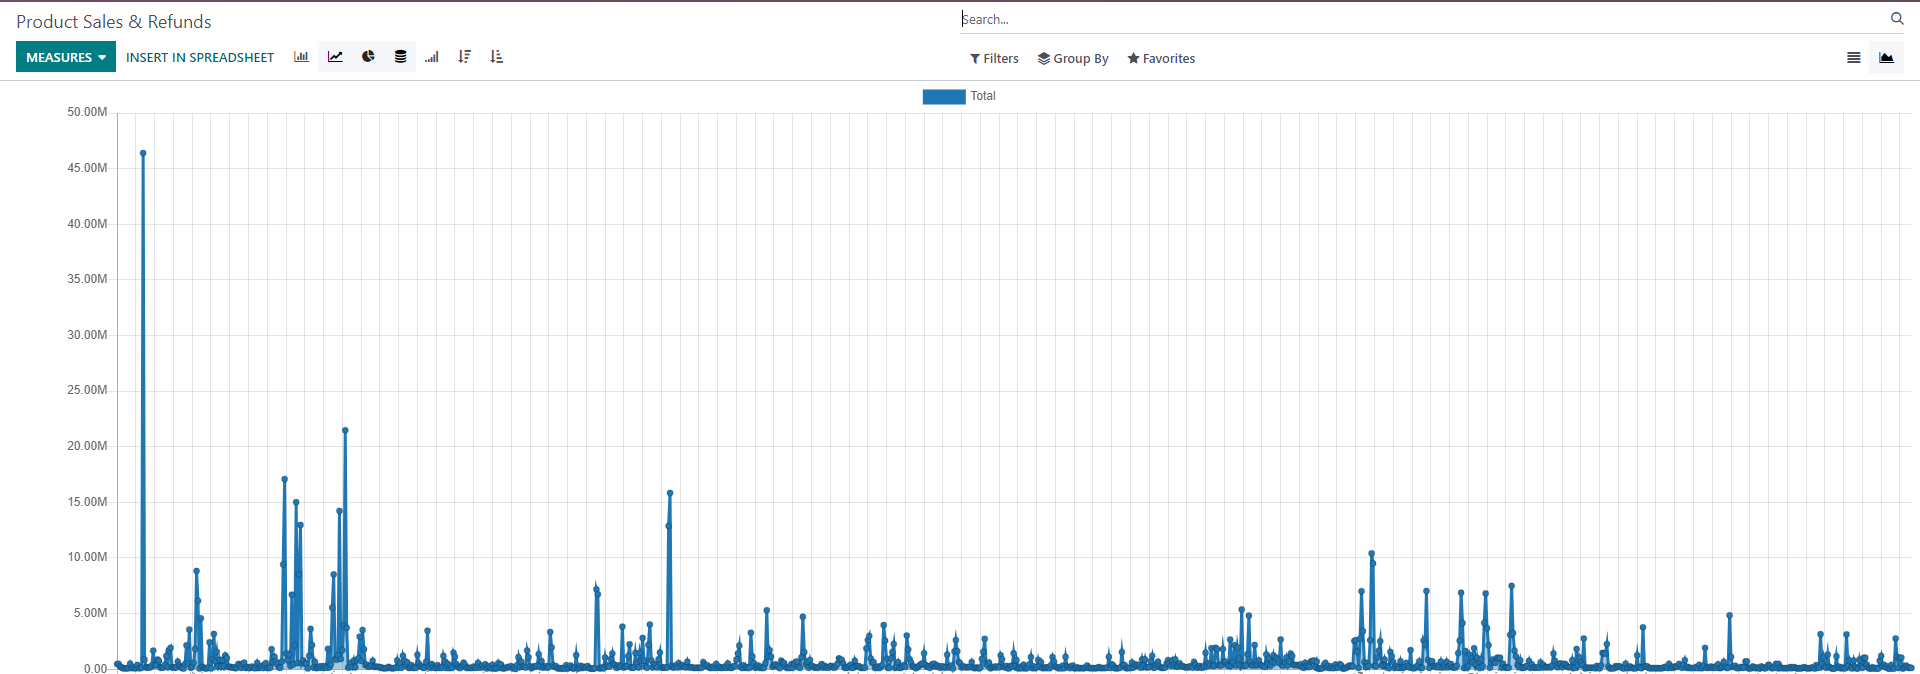 Product Sales & Refunds
Search...
MEASURES
INSERT IN SPREADSHEET
Filters
Group By
Favorites
Total
50.00M
45.00M
40.00M
35.00M
30.00M
25.00M
20.00M
15.00M
10.00M
5.00M
0.00